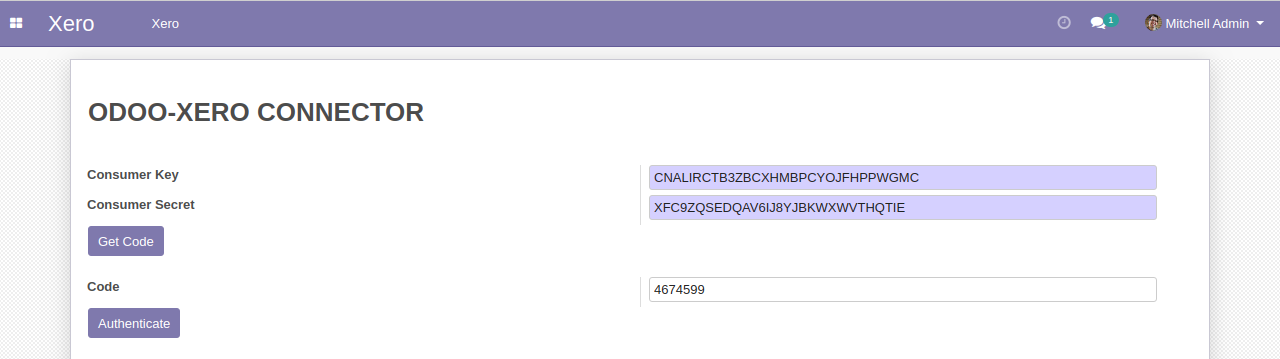 Xero Xero 1 Mitchell Admin
ODOO-XERO CONNECTOR
Consumer Key CNALIRCTB3ZBCXHMBPCYOJFHPPWGMC
Consumer Secret XFC9ZQSEDQAV6IJ8YJBKWXWVTHQTIE
Get Code
Code 4674599
Authenticate